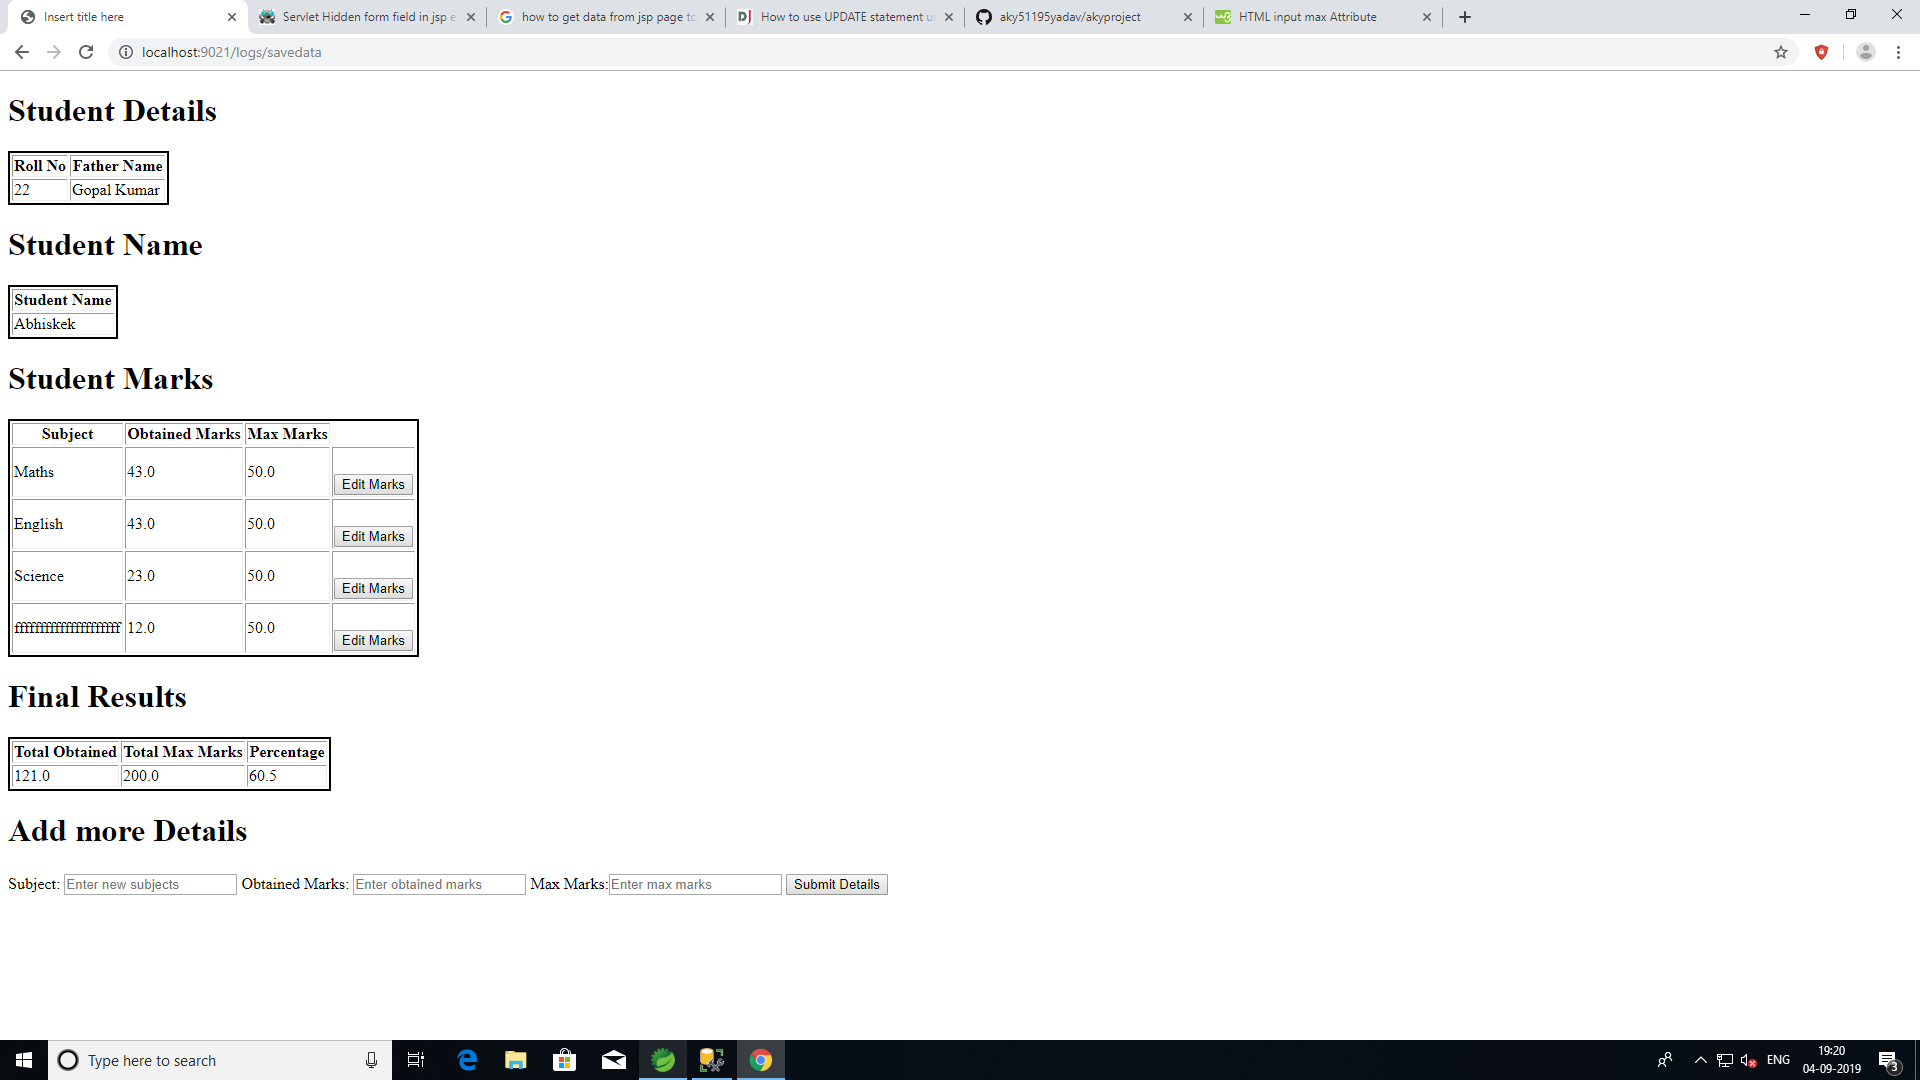 Insert title here
Servlet Hidden form field in jsp e
how to get data from jsp page to
How to use UPDATE statement u
aky51195yadav/akyproject
HTML input max Attribute
localhost:9021/logs/savedata
Student Details
Roll No Father Name
22 Gopal Kumar
Student Name
Student Name
Abhiskek
Student Marks
Subject Obtained Marks Max Marks
Maths 43.0 50.0 Edit Marks
English 43.0 50.0 Edit Marks
Science 23.0 50.0 Edit Marks
12.0 50.0 Edit Marks
Final Results
Total Obtained Total Max Marks Percentage
121.0 200.0 60.5
Add more Details
Subject: Enter new subjects Obtained Marks: Enter obtained marks Max Marks: Enter max marks Submit Details
Type here to search
ENG
19:20
04-09-2019
3